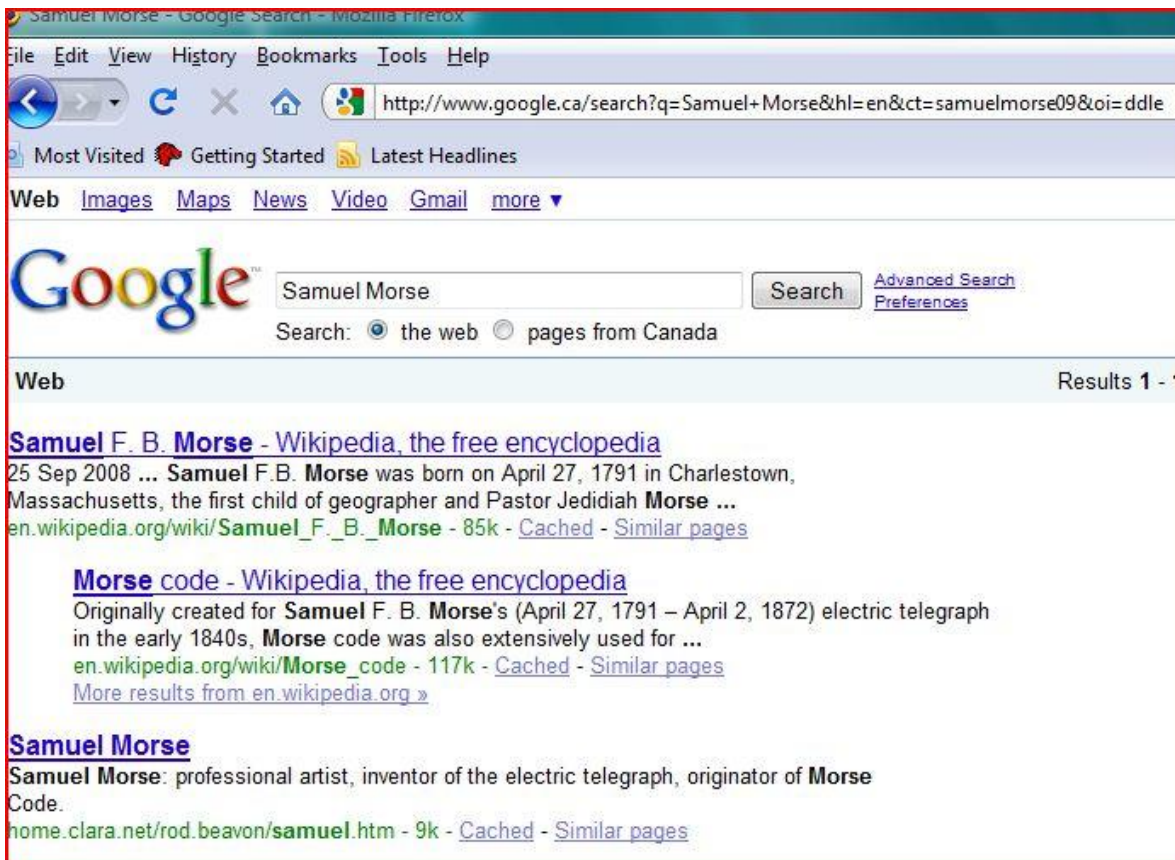 Samuel Morse - Google Search - Mozilla Firefox
File Edit View History Bookmarks Tools Help
http://www.google.ca/search?q=Samuel+Morse&hl=en&ct=samuelmorse09&oi=ddle
Most Visited Getting Started Latest Headlines
Web Images Maps News Video Gmail more ▼
Google™ Samuel Morse Search Advanced Search
Preferences
Search: the web pages from Canada
Web Results 1 -
Samuel F. B. Morse - Wikipedia, the free encyclopedia
25 Sep 2008 ... Samuel F.B. Morse was born on April 27, 1791 in Charlestown,
Massachusetts, the first child of geographer and Pastor Jedidiah Morse ...
en.wikipedia.org/wiki/Samuel_F._B._Morse - 85k - Cached - Similar pages
Morse code - Wikipedia, the free encyclopedia
Originally created for Samuel F. B. Morse's (April 27, 1791 – April 2, 1872) electric telegraph
in the early 1840s, Morse code was also extensively used for ...
en.wikipedia.org/wiki/Morse_code - 117k - Cached - Similar pages
More results from en.wikipedia.org »
Samuel Morse
Samuel Morse: professional artist, inventor of the electric telegraph, originator of Morse
Code.
home.clara.net/rod.beavon/samuel.htm - 9k - Cached - Similar pages